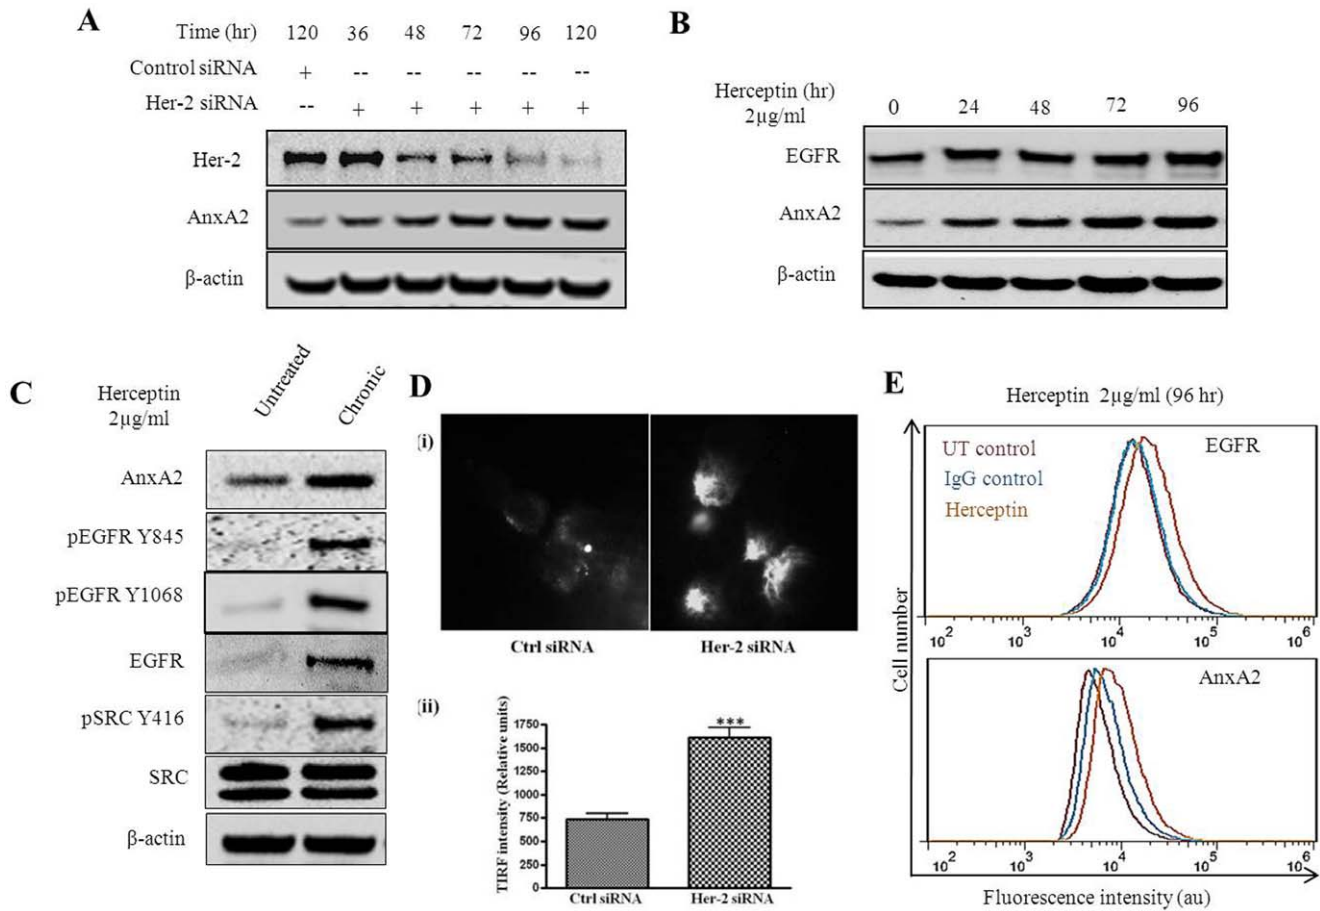 A
Time (hr) 120 36 48 72 96 120
Control siRNA + -- -- -- -- --
Her-2 siRNA -- + + + + +
Her-2
AnxA2
β-actin
B
Herceptin (hr)
2µg/ml
0 24 48 72 96
EGFR
AnxA2
β-actin
C
Herceptin
2µg/ml
Untreated
Chronic
AnxA2
pEGFR Y845
pEGFR Y1068
EGFR
pSRC Y416
SRC
β-actin
D
(i)
Ctrl siRNA
Her-2 siRNA
(ii)
TIRF intensity (Relative units)
1750
1500
1250
1000
750
500
250
0
***
Ctrl siRNA
Her-2 siRNA
E
Herceptin 2µg/ml (96 hr)
Cell number
UT control
IgG control
Herceptin
EGFR
10² 10³ 10⁴ 10⁵ 10⁶
AnxA2
10² 10³ 10⁴ 10⁵ 10⁶
Fluorescence intensity (au)